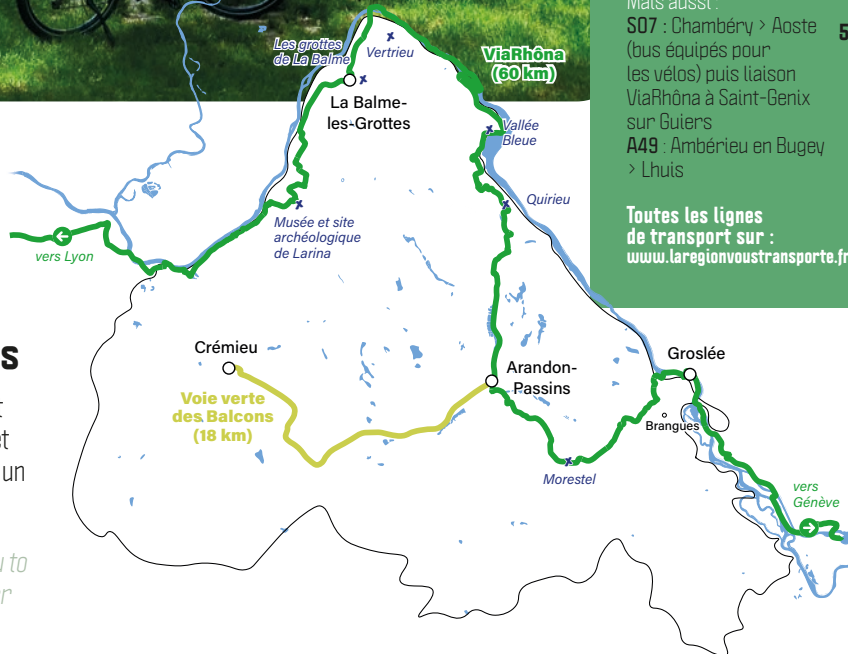 Mais aussi :
S07 : Chambéry > Aoste
(bus équipés pour
les vélos) puis liaison
ViaRhôna à Saint-Genix
sur Guiers
A49 : Ambérieu en Bugey
> Lhuis
Toutes les lignes
de transport sur :
www.laregionvoustransporte.fr
5
Les grottes
de La Balme
Vertrieu
ViaRhôna
(60 km)
La Balme-
les-Grottes
Vallée
Bleue
Quirieu
Musée et site
archéologique
de Larina
vers Lyon
Crémieu
Voie verte
des Balcons
(18 km)
Arandon-
Passins
Groslée
Brangues
Morestel
vers
Génève
s
t
et
un
u to
r